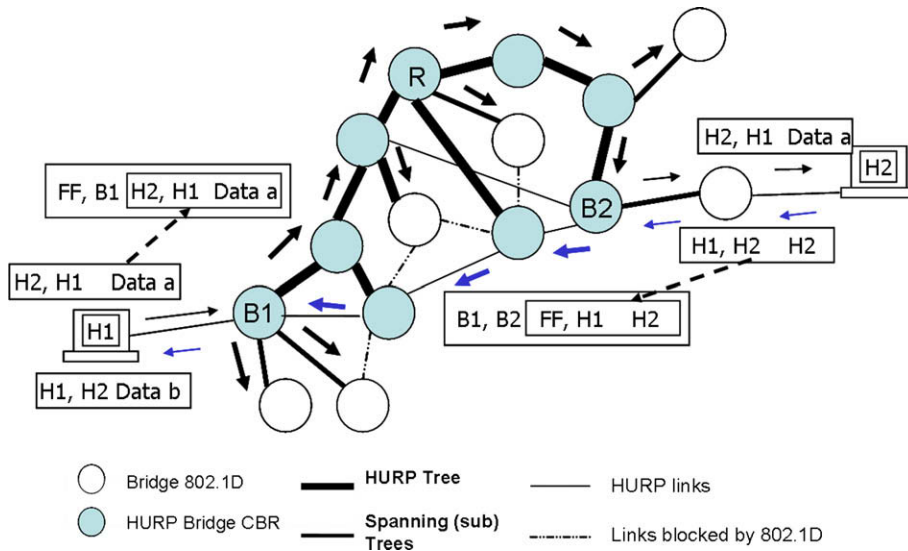 R
H2, H1 Data a
H2
FF, B1 H2, H1 Data a
B2
H2, H1 Data a
H1, H2 H2
B1
B1, B2 FF, H1 H2
H1
H1, H2 Data b
Bridge 802.1D
HURP Tree
HURP links
HURP Bridge CBR
Spanning (sub)
Trees
Links blocked by 802.1D